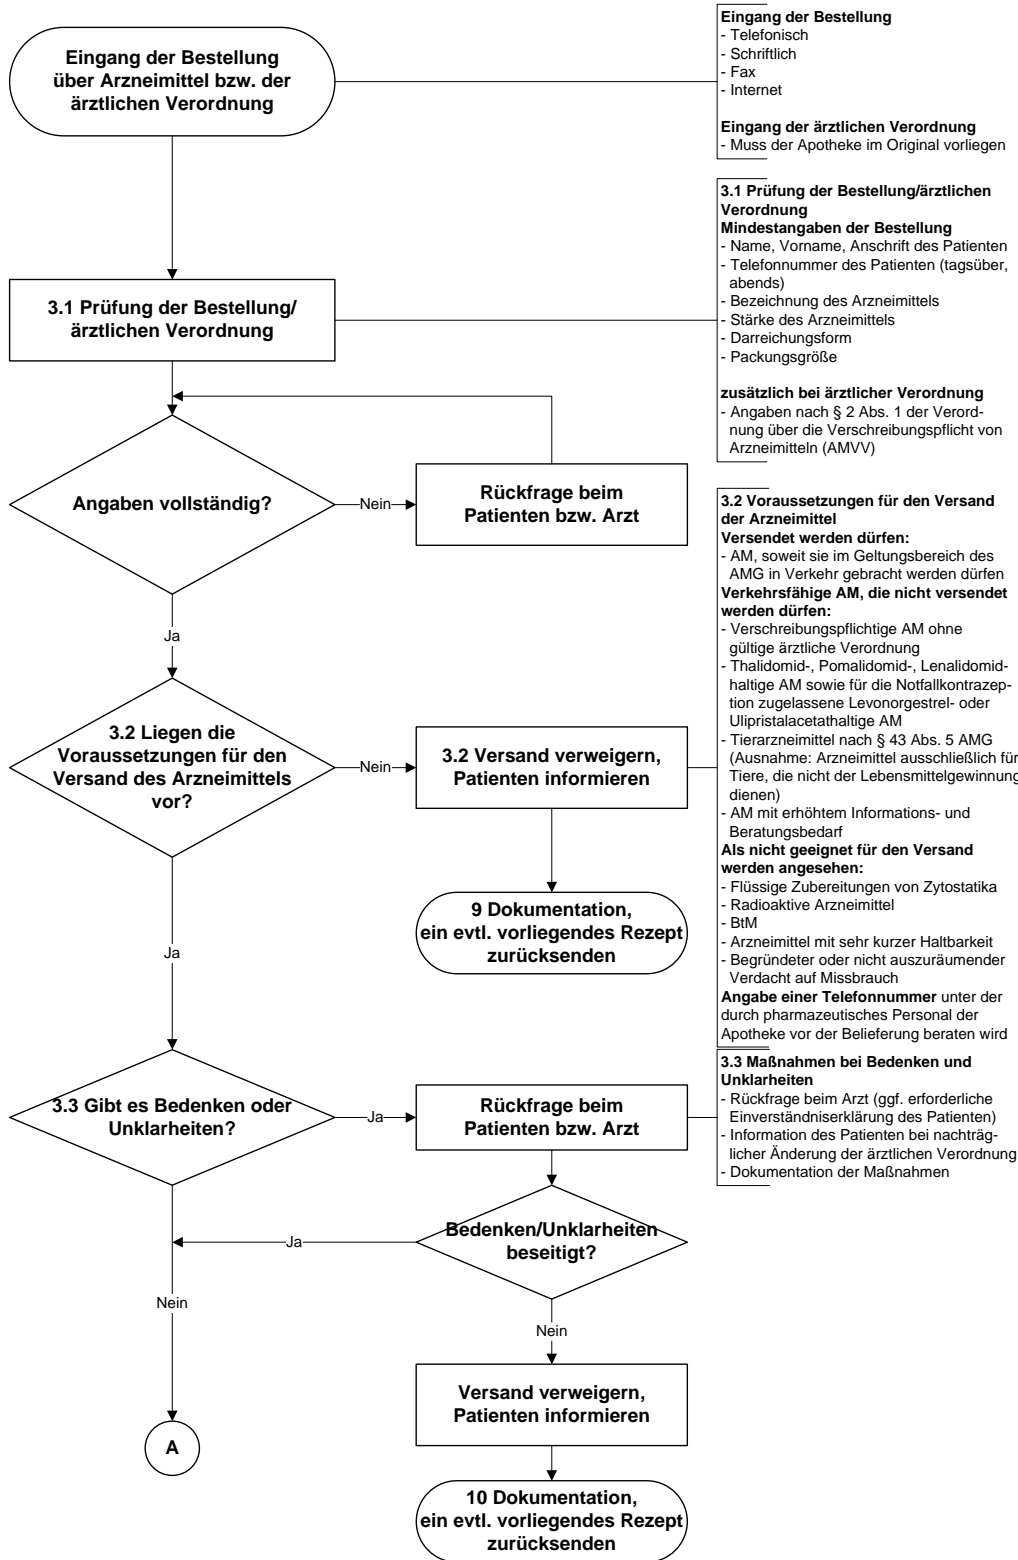 Eingang der Bestellung
über Arzneimittel bzw. der
ärztlichen Verordnung
Eingang der Bestellung
- Telefonisch
- Schriftlich
- Fax
- Internet
Eingang der ärztlichen Verordnung
- Muss der Apotheke im Original vorliegen
3.1 Prüfung der Bestellung/
ärztlichen Verordnung
3.1 Prüfung der Bestellung/ärztlichen
Verordnung
Mindestangaben der Bestellung
- Name, Vorname, Anschrift des Patienten
- Telefonnummer des Patienten (tagsüber,
abends)
- Bezeichnung des Arzneimittels
- Stärke des Arzneimittels
- Darreichungsform
- Packungsgröße
zusätzlich bei ärztlicher Verordnung
- Angaben nach § 2 Abs. 1 der Verord-
nung über die Verschreibungspflicht von
Arzneimitteln (AMVV)
Angaben vollständig?
Nein
Rückfrage beim
Patienten bzw. Arzt
Ja
3.2 Liegen die
Voraussetzungen für den
Versand des Arzneimittels
vor?
Nein
3.2 Versand verweigern,
Patienten informieren
3.2 Voraussetzungen für den Versand
der Arzneimittel
Versendet werden dürfen:
- AM, soweit sie im Geltungsbereich des
AMG in Verkehr gebracht werden dürfen
Verkehrsfähige AM, die nicht versendet
werden dürfen:
- Verschreibungspflichtige AM ohne
gültige ärztliche Verordnung
- Thalidomid-, Pomalidomid-, Lenalidomid-
haltige AM sowie für die Notfallkontrazep-
tion zugelassene Levonorgestrel- oder
Ulipristalacetathaltige AM
- Tierarzneimittel nach § 43 Abs. 5 AMG
(Ausnahme: Arzneimittel ausschließlich für
Tiere, die nicht der Lebensmittelgewinnung
dienen)
- AM mit erhöhtem Informations- und
Beratungsbedarf
Als nicht geeignet für den Versand
werden angesehen:
- Flüssige Zubereitungen von Zytostatika
- Radioaktive Arzneimittel
- BtM
- Arzneimittel mit sehr kurzer Haltbarkeit
- Begründeter oder nicht auszuräumender
Verdacht auf Missbrauch
Angabe einer Telefonnummer unter der
durch pharmazeutisches Personal der
Apotheke vor der Belieferung beraten wird
9 Dokumentation,
ein evtl. vorliegendes Rezept
zurücksenden
Ja
3.3 Gibt es Bedenken oder
Unklarheiten?
Ja
Rückfrage beim
Patienten bzw. Arzt
3.3 Maßnahmen bei Bedenken und
Unklarheiten
- Rückfrage beim Arzt (ggf. erforderliche
Einverständniserklärung des Patienten)
- Information des Patienten bei nachträg-
licher Änderung der ärztlichen Verordnung
- Dokumentation der Maßnahmen
Bedenken/Unklarheiten
beseitigt?
Ja
Nein
Nein
Versand verweigern,
Patienten informieren
A
10 Dokumentation,
ein evtl. vorliegendes Rezept
zurücksenden